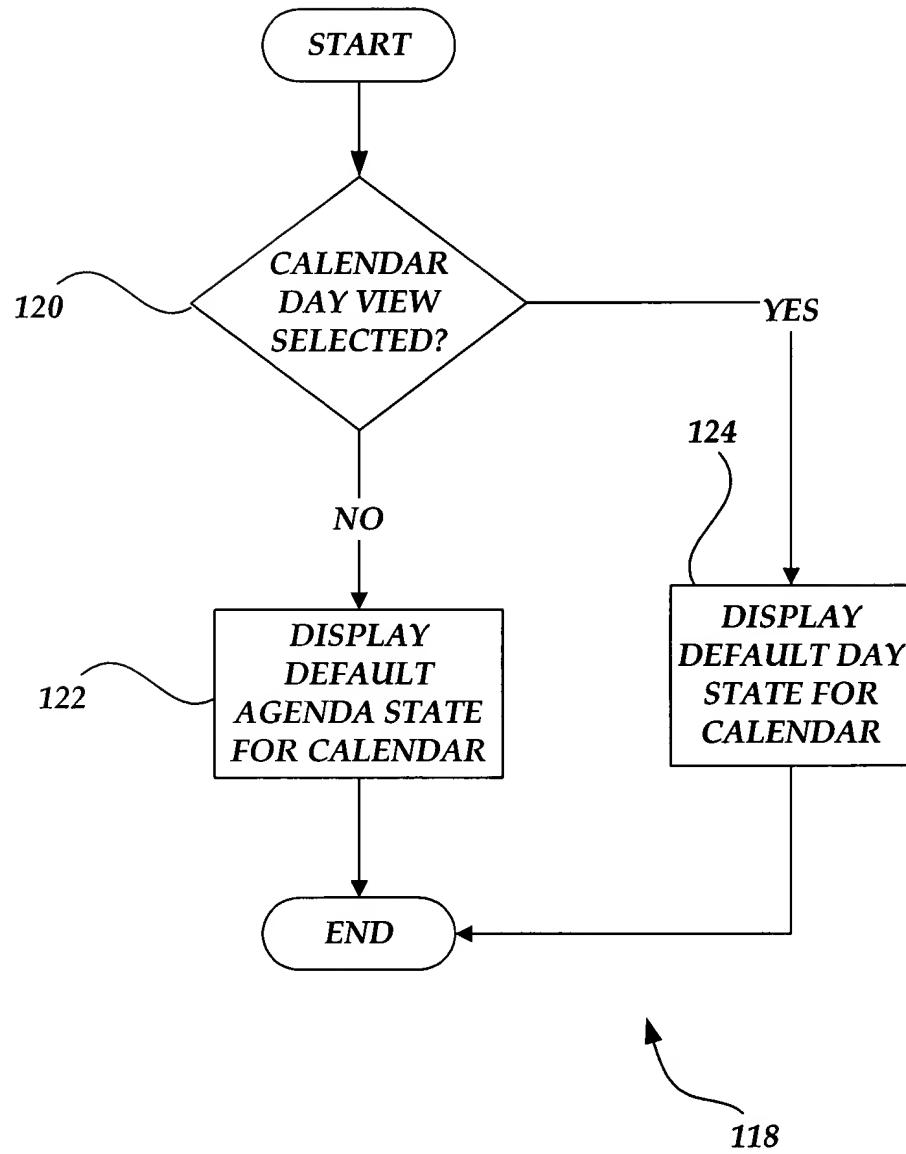 START
CALENDAR
DAY VIEW
SELECTED?
120
YES
124
NO
DISPLAY
DEFAULT
AGENDA STATE
FOR CALENDAR
122
DISPLAY
DEFAULT DAY
STATE FOR
CALENDAR
END
118